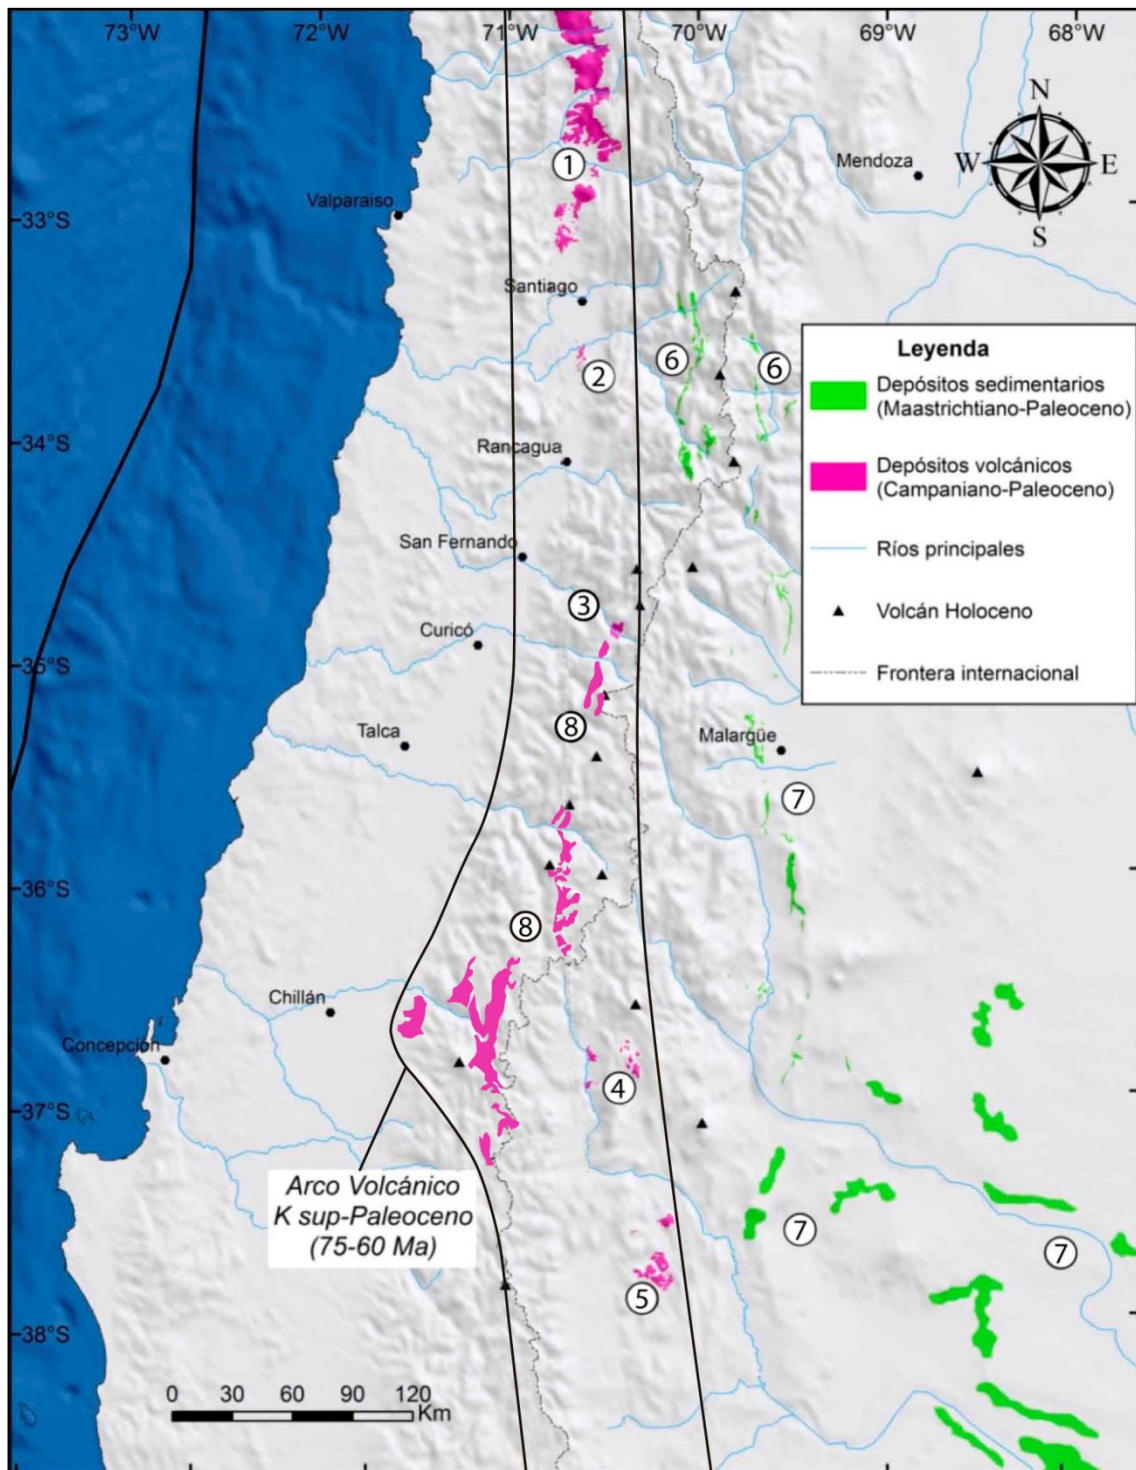 73°W
72°W
71°W
70°W
69°W
68°W
N
W
E
S
Mendoza
1
Valparaiso
33°S
Santiago
Leyenda
Depósitos sedimentarios
(Maastrichtiano-Paleoceno)
Depósitos volcánicos
(Campaniano-Paleoceno)
Ríos principales
Volcán Holoceno
Frontera internacional
6
6
2
34°S
Rancagua
San Fernando
3
Curicó
35°S
8
Talca
Malargüe
7
36°S
8
Chillán
Concepción
4
37°S
Arco Volcánico
K sup-Paleoceno
(75-60 Ma)
7
7
5
38°S
0 30 60 90 120
Km